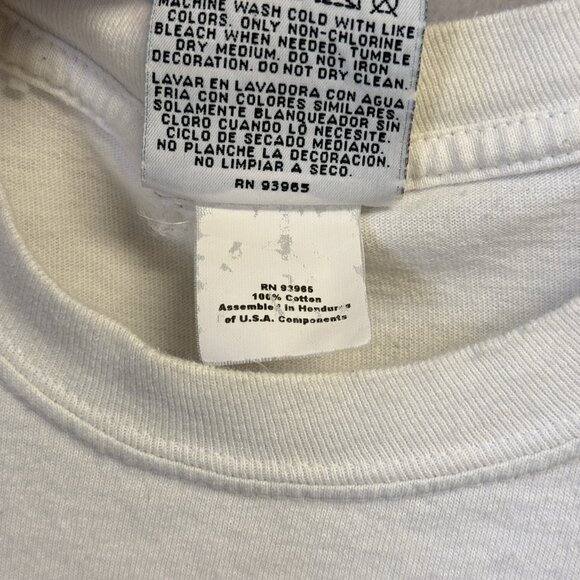 MACHINE WASH COLD WITH LIKE
COLORS. ONLY NON-CHLORINE
BLEACH WHEN NEEDED. TUMBLE
DRY MEDIUM. DO NOT IRON
DECORATION. DO NOT DRY CLEAN.
LAVAR EN LAVADORA CON AGUA
FRIA CON COLORES SIMILARES.
SOLAMENTE BLANQUEADOR SIN
CLORO CUANDO LO NECESITE.
CICLO DE SECADO MEDIANO.
NO PLANCHE LA DECORACION.
NO LIMPIAR A SECO.
RN 93965
RN 93965
100% Cotton
Assembled in Honduras
of U.S.A. Components